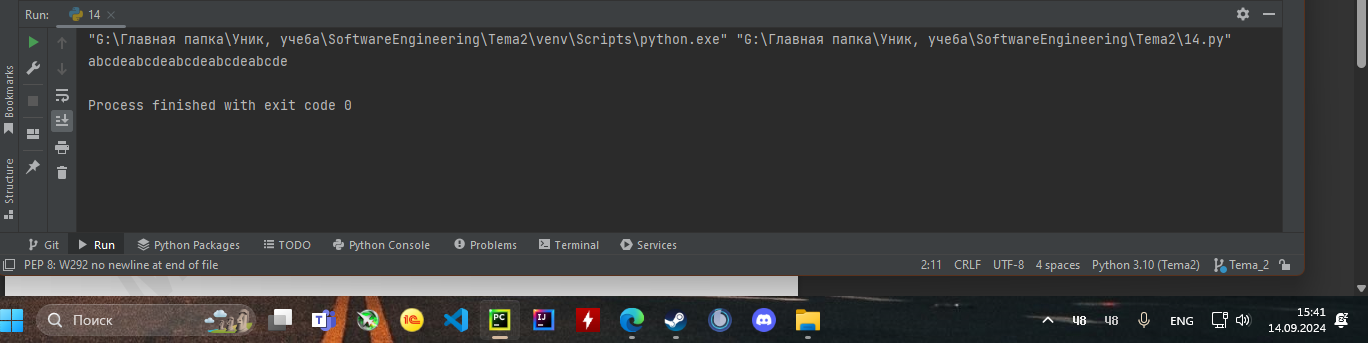 Run: 14
"G:\Главная папка\Уник, учеба\SoftwareEngineering\Tema2\venv\Scripts\python.exe" "G:\Главная папка\Уник, учеба\SoftwareEngineering\Tema2\14.py"
abcdeabcdeabcdeabcdeabcde
Process finished with exit code 0
Bookmarks
Structure
Git Run Python Packages TODO Python Console Problems Terminal Services
PEP 8: W292 no newline at end of file 2:11 CRLF UTF-8 4 spaces Python 3.10 (Tema2) Tema_2
Поиск ENG 15:41
14.09.2024